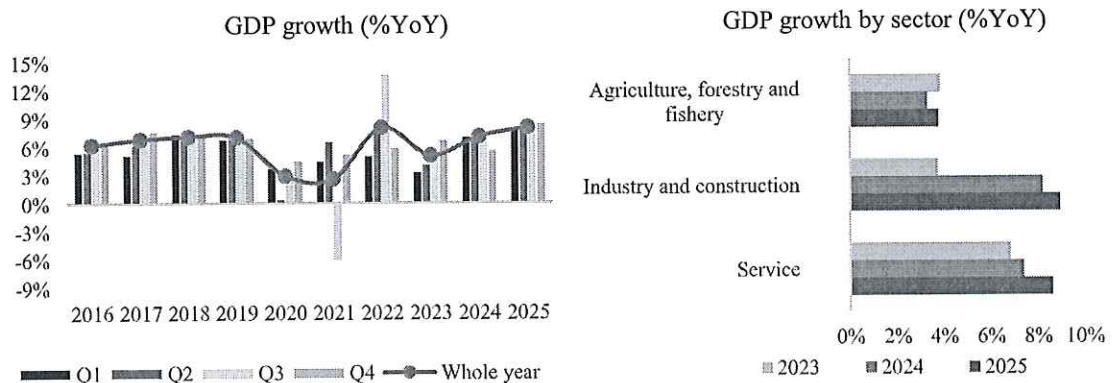 GDP growth (%YoY)
15%
12%
9%
6%
3%
0%
-3%
-6%
-9%
2016 2017 2018 2019 2020 2021 2022 2023 2024 2025
Q1 Q2 Q3 Q4 Whole year
GDP growth by sector (%YoY)
Agriculture, forestry and
fishery
Industry and construction
Service
0% 2% 4% 6% 8% 10%
2023 2024 2025